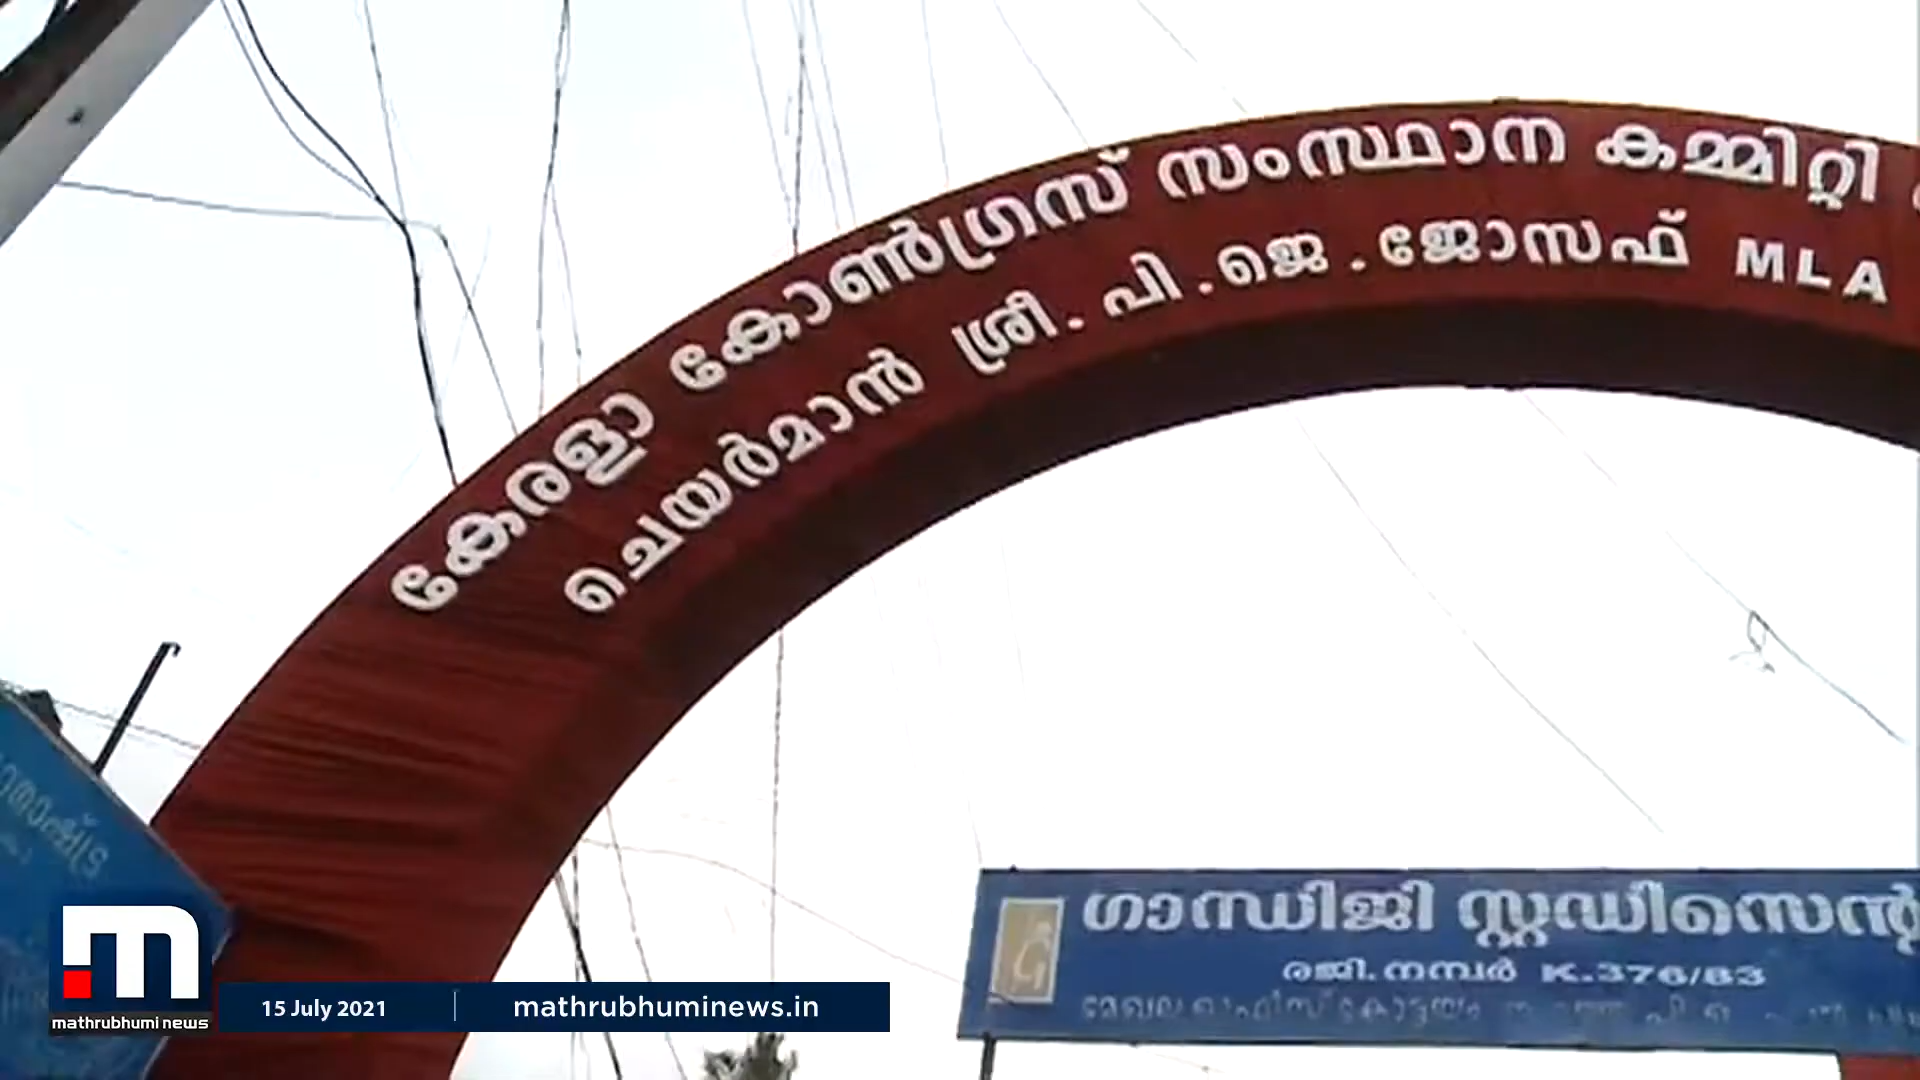 കേരളാ കോൺഗ്രസ് സംസ്ഥാന കമ്മിറ്റി
ചെയർമാൻ ശ്രീ. പി.ജെ.ജോസഫ് MLA
ഗാന്ധിജി സ്റ്റഡിസെന്റ
രജി.നമ്പർ K.376/83
mathrubhumi news
15 July 2021
mathrubhuminews.in